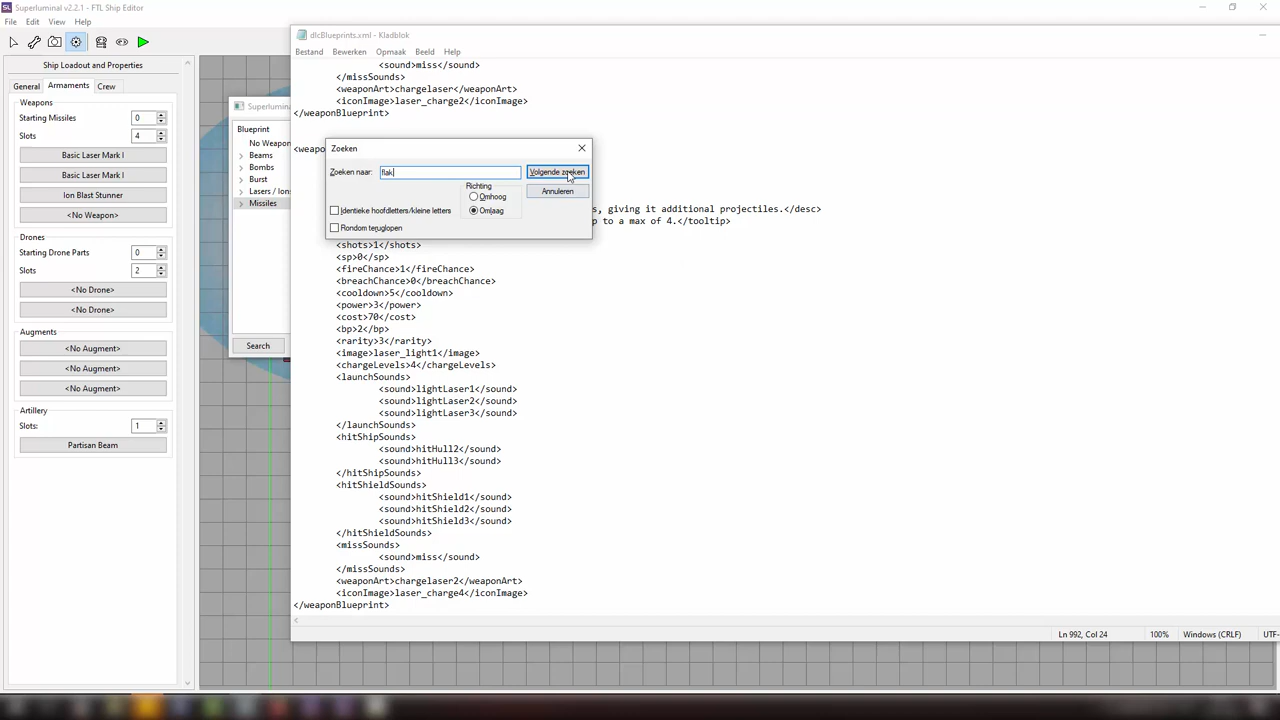 Superluminal v2.2.1 - FTL Ship Editor
File Edit View Help
Ship Loadout and Properties
General Armaments Crew
Weapons
Starting Missiles 0
Slots 4
Basic Laser Mark I
Basic Laser Mark I
Ion Blast Stunner
<No Weapon>
Drones
Starting Drone Parts 0
Slots 2
<No Drone>
<No Drone>
Augments
<No Augment>
<No Augment>
<No Augment>
Artillery
Slots: 1
Partisan Beam
Superlumina
Blueprint
No Weapon
Beams
Bombs
Burst
Lasers / Ions
Missiles
Search
dlcBlueprints.xml - Kladblok
Bestand Bewerken Opmaak Beeld Help
<sound>miss</sound>
</missSounds>
<weaponArt>chargelaser</weaponArt>
<iconImage>laser_charge2</iconImage>
</weaponBlueprint>
<weapo
Zoeken
Zoeken naar: flak Volgende zoeken
Richting
Omhoog Annuleren
Identieke hoofdletters/kleine letters Omlaag
Rondom teruglopen
s, giving it additional projectiles.</desc>
p to a max of 4.</tooltip>
<shots>1</shots>
<sp>0</sp>
<fireChance>1</fireChance>
<breachChance>0</breachChance>
<cooldown>5</cooldown>
<power>3</power>
<cost>70</cost>
<bp>2</bp>
<rarity>3</rarity>
<image>laser_light1</image>
<chargeLevels>4</chargeLevels>
<launchSounds>
<sound>lightLaser1</sound>
<sound>lightLaser2</sound>
<sound>lightLaser3</sound>
</launchSounds>
<hitShipSounds>
<sound>hitHull2</sound>
<sound>hitHull3</sound>
</hitShipSounds>
<hitShieldSounds>
<sound>hitShield1</sound>
<sound>hitShield2</sound>
<sound>hitShield3</sound>
</hitShieldSounds>
<missSounds>
<sound>miss</sound>
</missSounds>
<weaponArt>chargelaser2</weaponArt>
<iconImage>laser_charge4</iconImage>
</weaponBlueprint>
Ln 992, Col 24 100% Windows (CRLF) UTF-